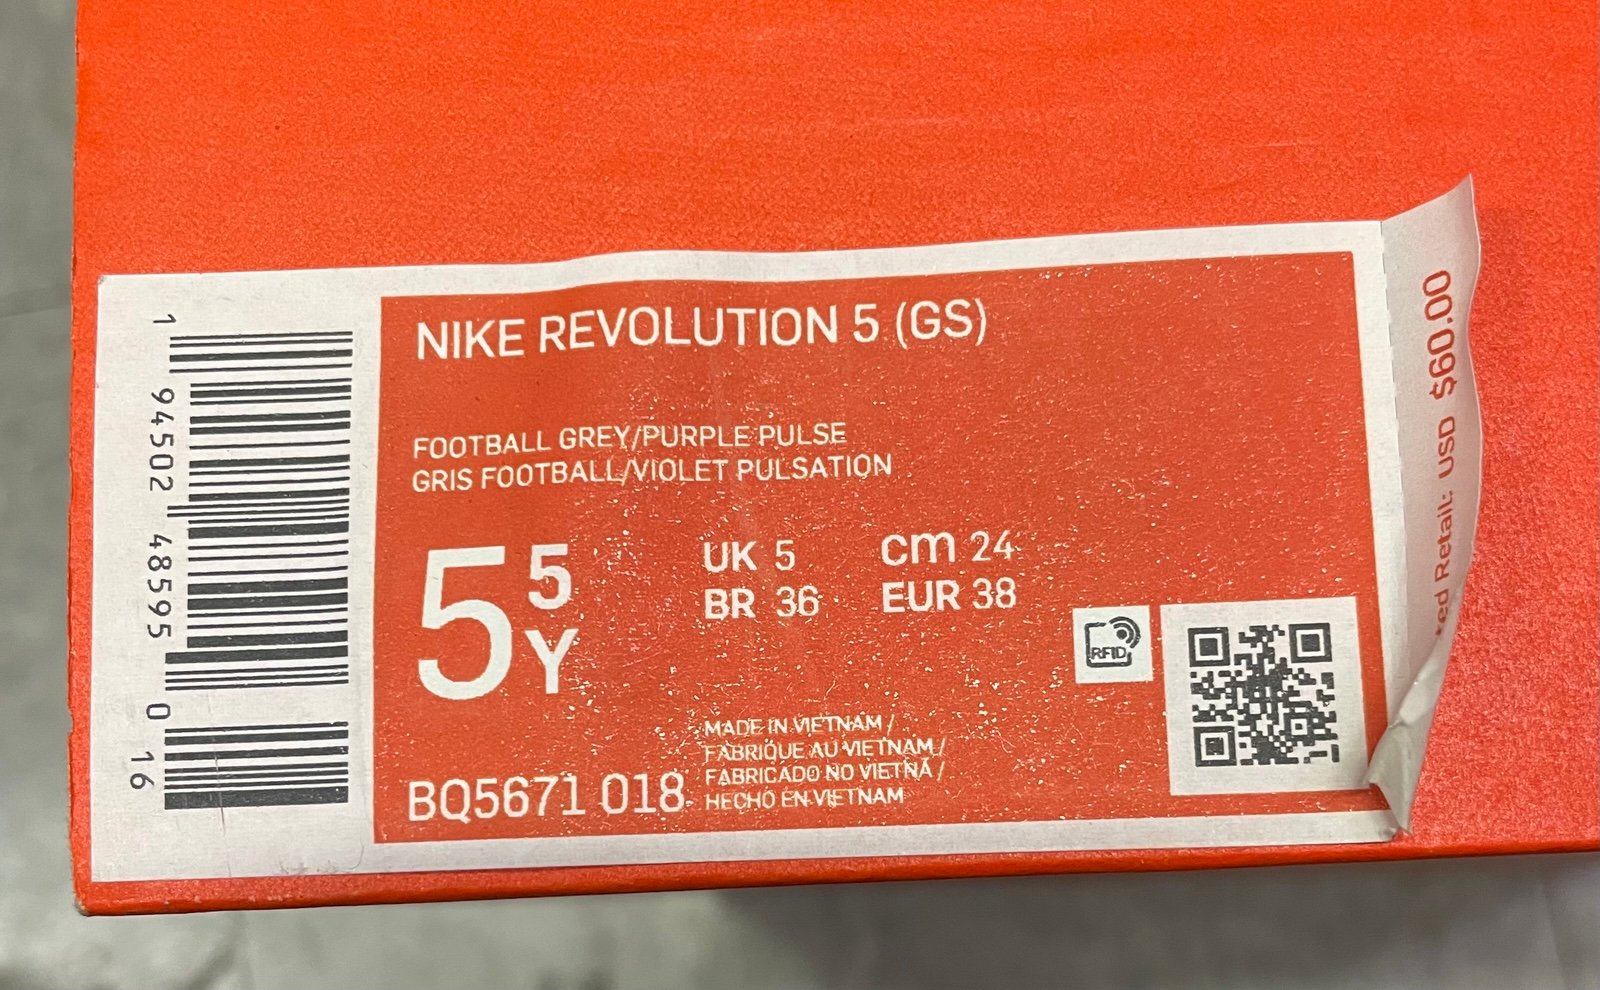 NIKE REVOLUTION 5 (GS)
FOOTBALL GREY/PURPLE PULSE
GRIS FOOTBALL/VIOLET PULSATION
5 5 Y
UK 5 cm 24
BR 36 EUR 38
RFID
BQ5671 018
MADE IN VIETNAM /
FABRIQUÉ AU VIETNAM /
FABRICADO NO VIETNÃ /
HECHO EN VIETNAM
1 94502 48595 0 16
Retail: USD $60.00